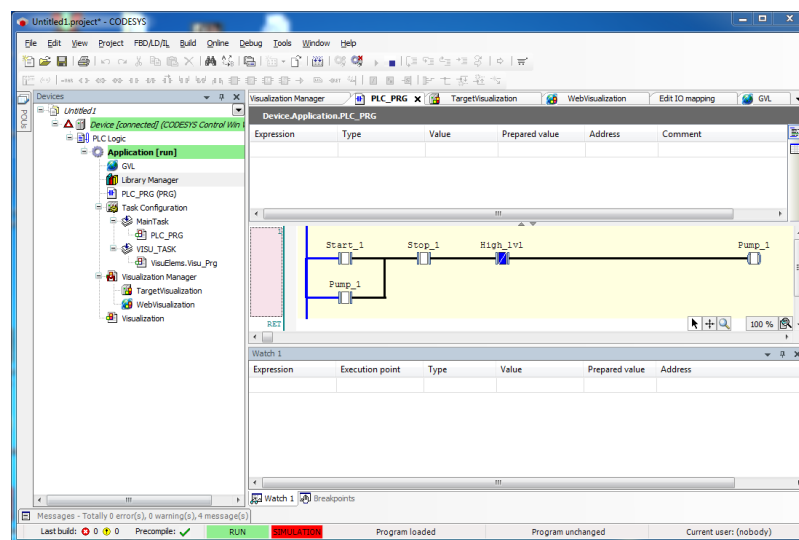 Untitled1.project* - CODESYS
File Edit View Project FBD/LD/IL Build Online Debug Tools Window Help
Devices
POUs
Untitled1
Device [connected] (CODESYS Control Win
PLC Logic
Application [run]
GVL
Library Manager
PLC_PRG (PRG)
Task Configuration
MainTask
PLC_PRG
VISU_TASK
VisuElems.Visu_Prg
Visualization Manager
TargetVisualization
WebVisualization
Visualization
Visualization Manager PLC_PRG TargetVisualization WebVisualization Edit IO mapping GVL
Device.Application.PLC_PRG
Expression Type Value Prepared value Address Comment
1
Start_1 Stop_1 High_lvl Pump_1
Pump_1
RET
100 %
Watch 1
Expression Execution point Type Value Prepared value Address
Watch 1 Breakpoints
Messages - Totally 0 error(s), 0 warning(s), 4 message(s)
Last build: 0 0 Precompile: RUN SIMULATION Program loaded Program unchanged Current user: (nobody)